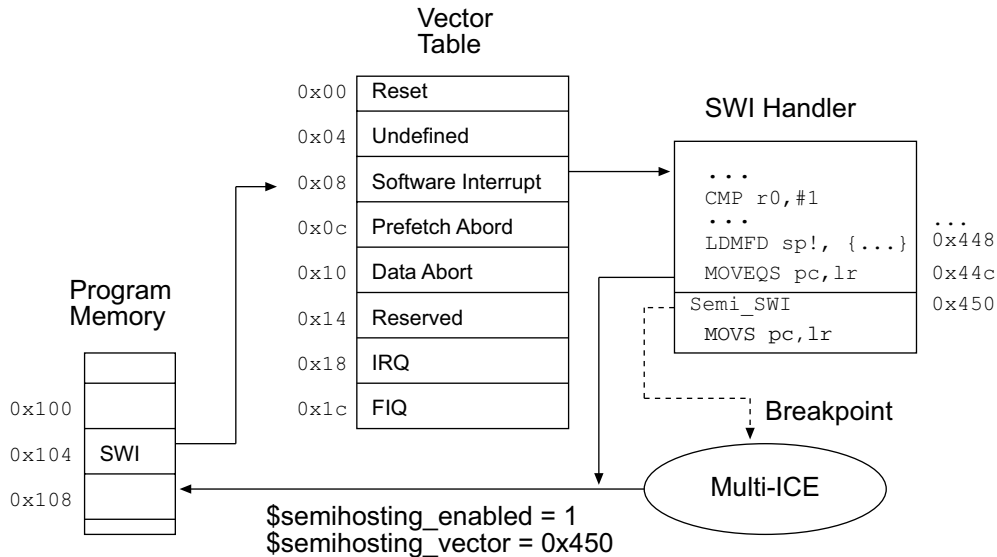 Vector
Table
0x00 Reset
0x04 Undefined
0x08 Software Interrupt
0x0c Prefetch Abord
0x10 Data Abort
0x14 Reserved
0x18 IRQ
0x1c FIQ
SWI Handler
...
CMP r0,#1
...
...
LDMFD sp!, {...} 0x448
MOVEQS pc,lr 0x44c
Semi_SWI 0x450
MOVS pc,lr
Program
Memory
0x100
0x104 SWI
0x108
Breakpoint
Multi-ICE
$semihosting_enabled = 1
$semihosting_vector = 0x450